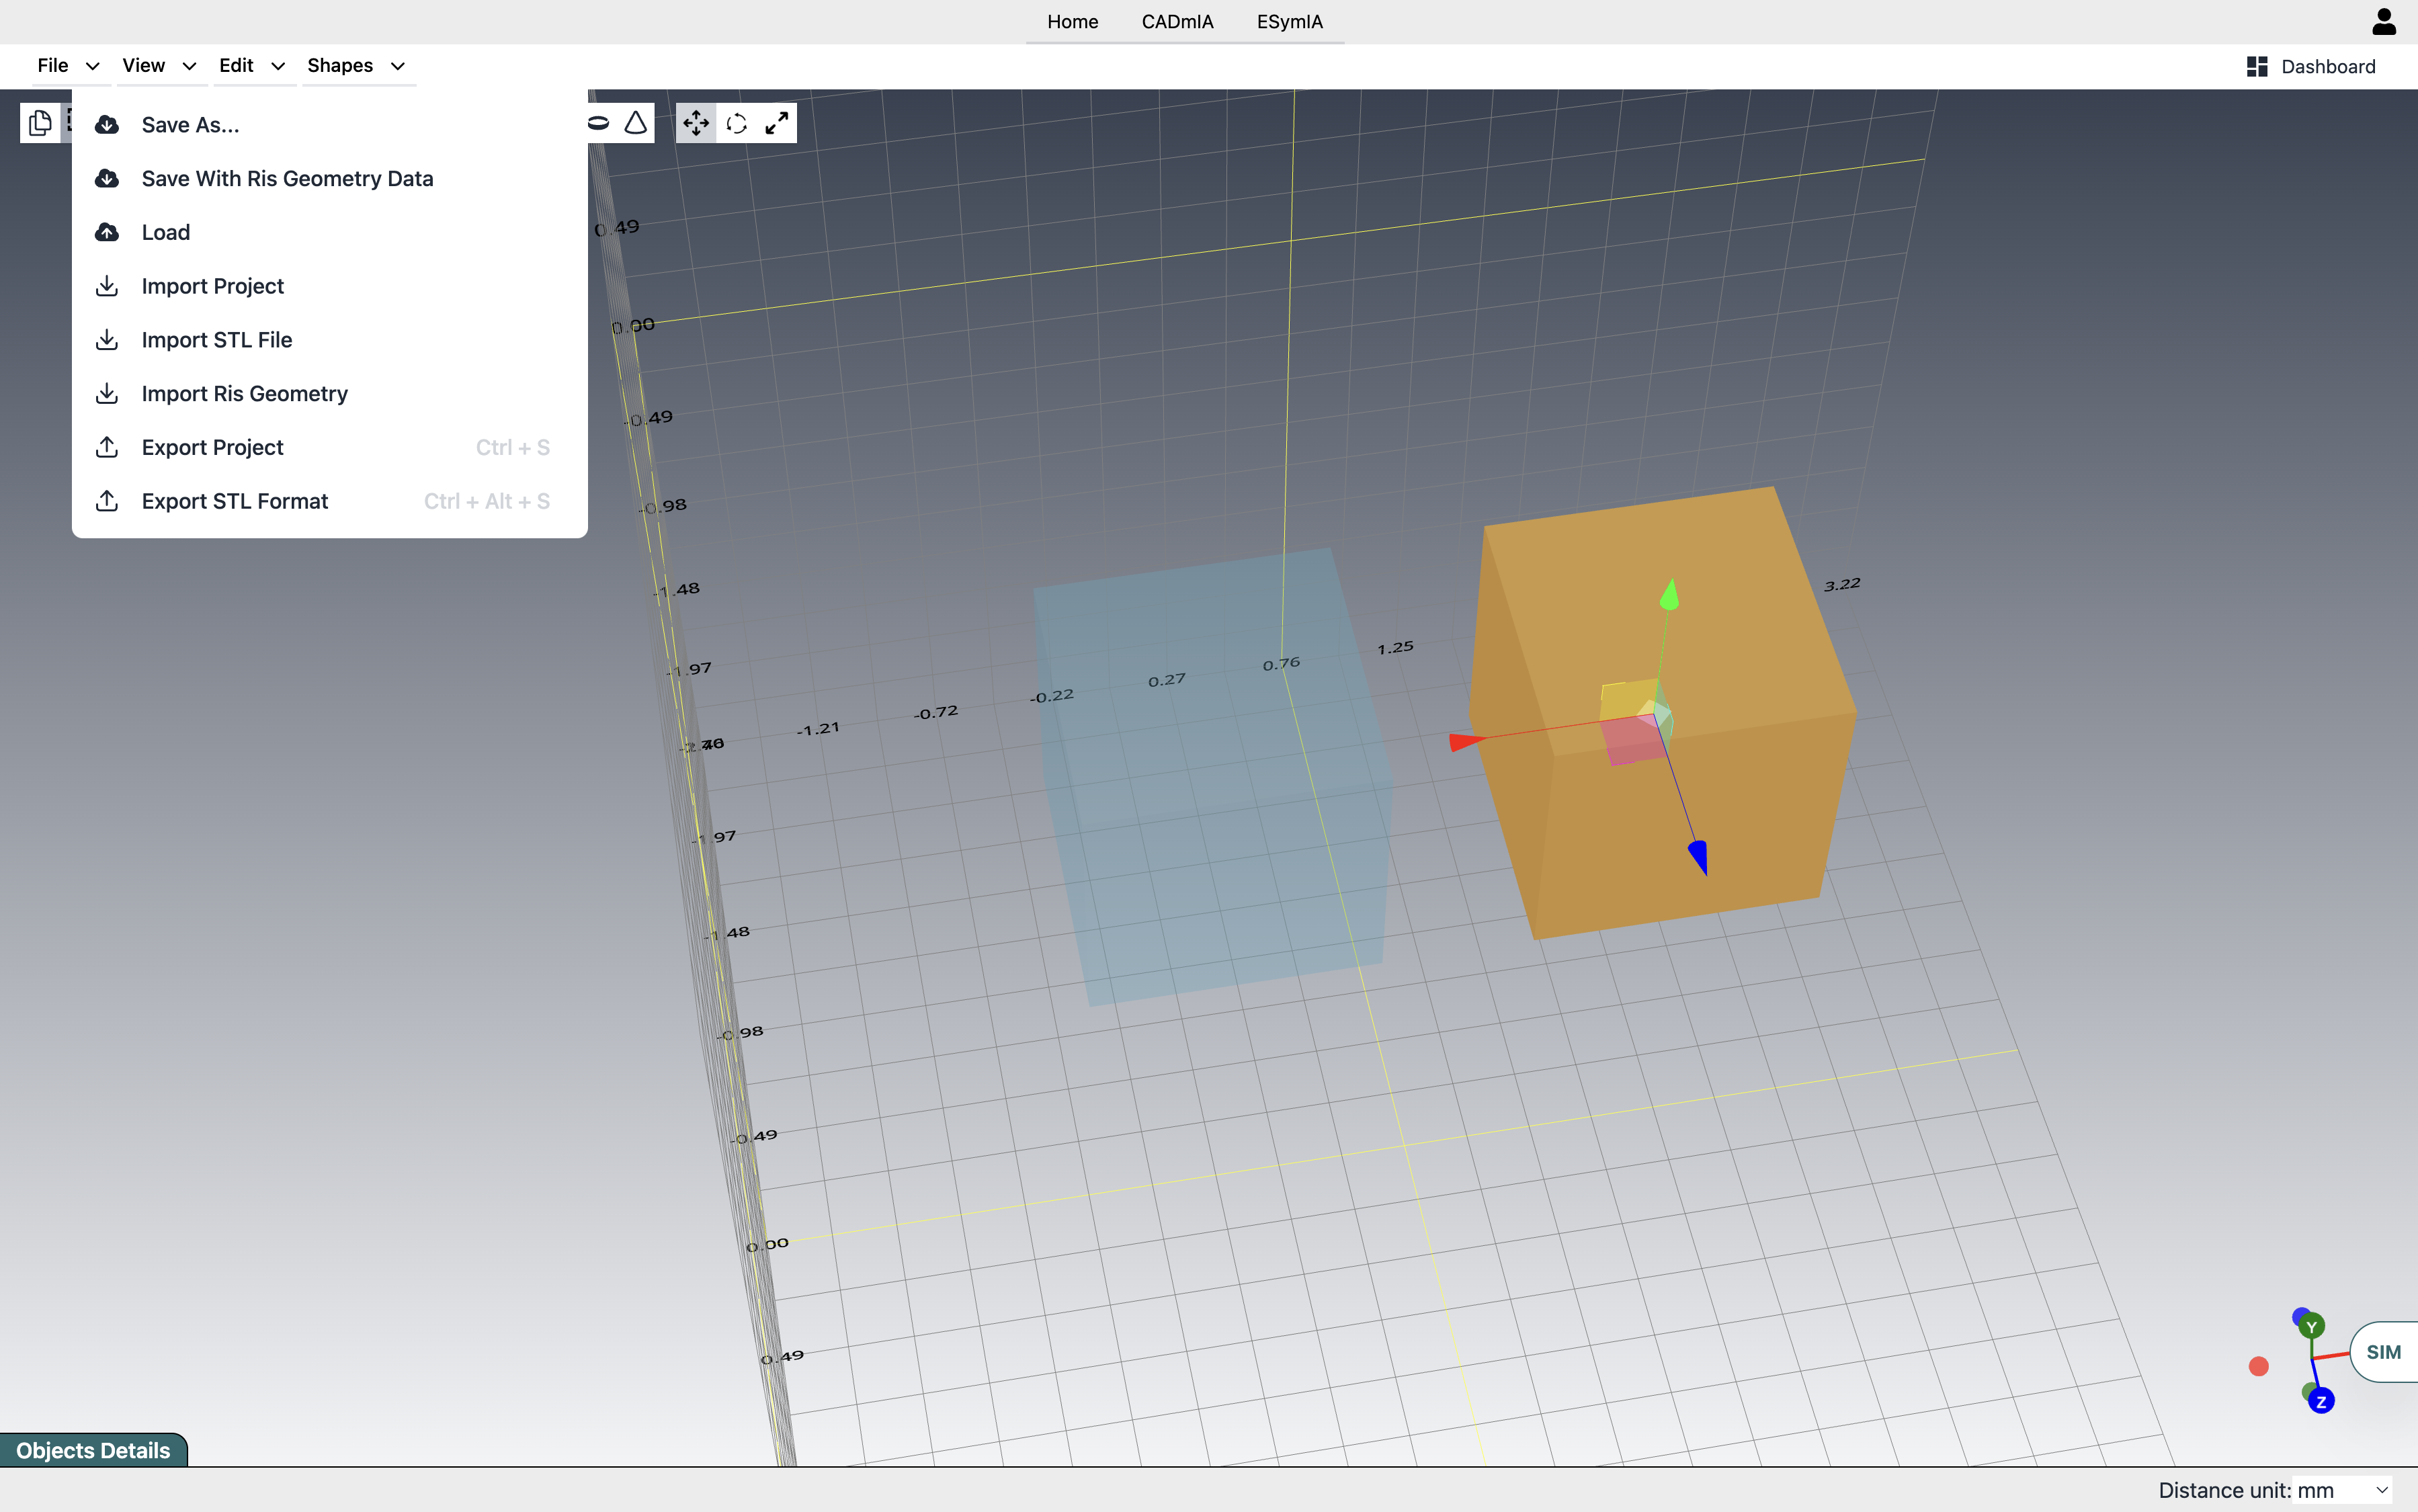 Home CADmIA ESymIA
File View Edit Shapes Dashboard
Save As...
Save With Ris Geometry Data
Load
Import Project
Import STL File
Import Ris Geometry
Export Project Ctrl + S
Export STL Format Ctrl + Alt + S
0.49
0.00
-0.49
-0.98
-1.48
-1.97
3.22
1.25
0.76
0.27
-0.22
-0.72
-1.21
-1.97
-1.48
-0.98
-0.49
0.00
0.49
Y
SIM
Z
Objects Details
Distance unit: mm